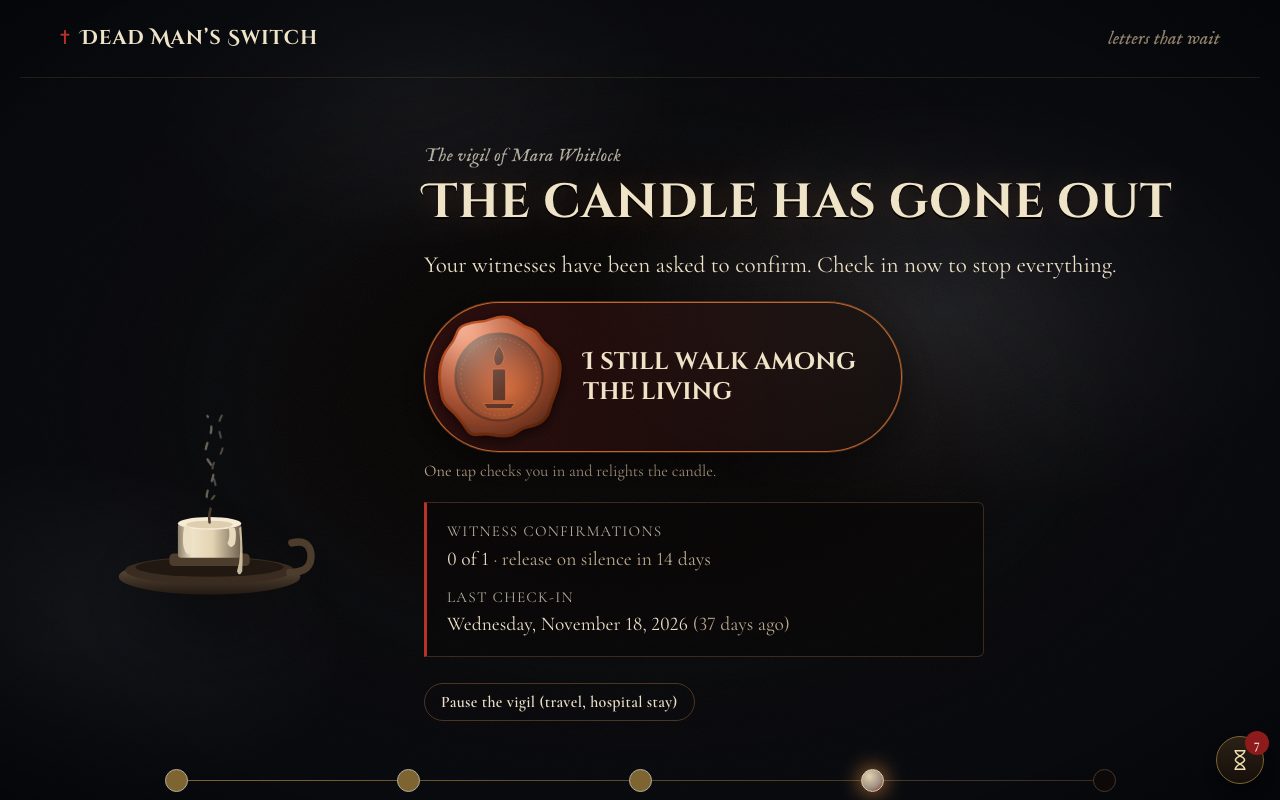 † Dead Man's Switch
letters that wait
The vigil of Mara Whitlock
The candle has gone out
Your witnesses have been asked to confirm. Check in now to stop everything.
I still walk among
the living
One tap checks you in and relights the candle.
WITNESS CONFIRMATIONS
0 of 1 · release on silence in 14 days
LAST CHECK-IN
Wednesday, November 18, 2026 (37 days ago)
Pause the vigil (travel, hospital stay)
7